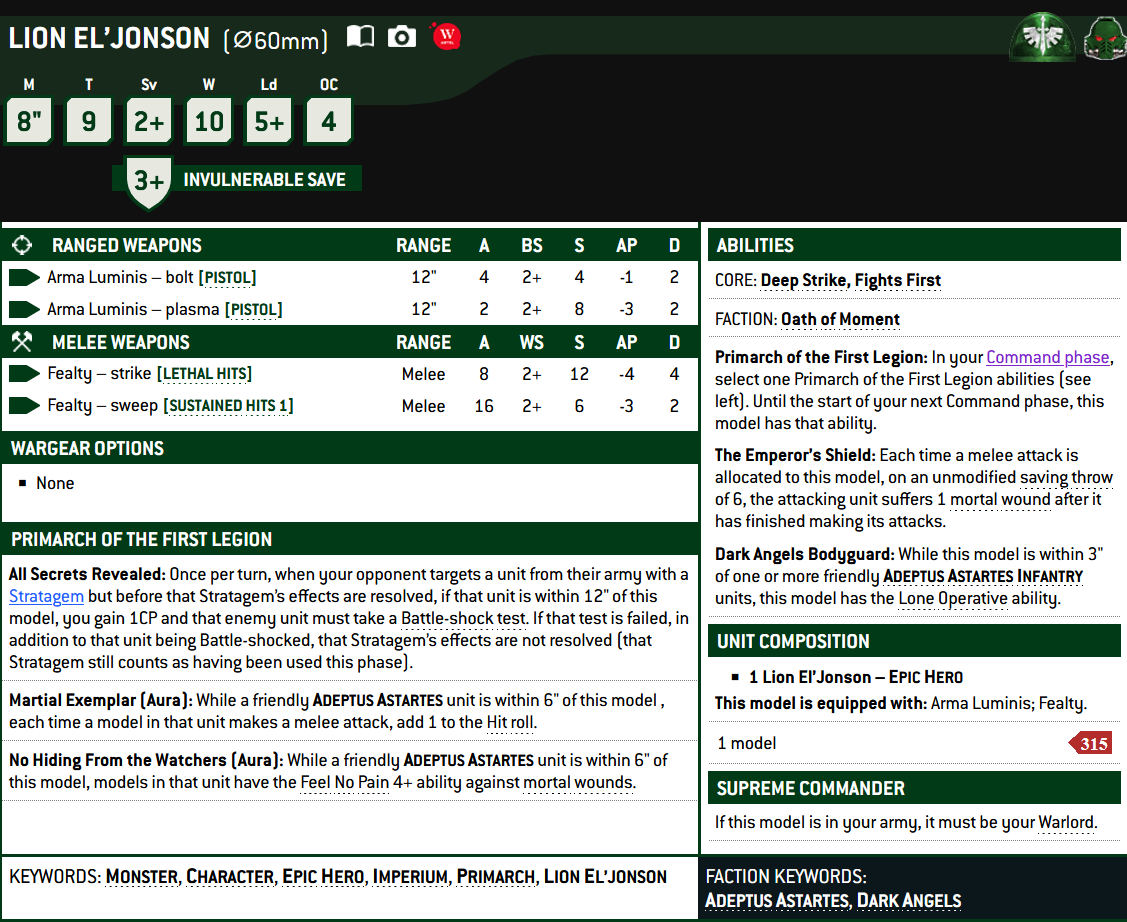 LION EL'JONSON (Ø60mm)
W
HOTEL
M T Sv W Ld OC
8" 9 2+ 10 5+ 4
3+ INVULNERABLE SAVE
RANGED WEAPONS RANGE A BS S AP D
Arma Luminis – bolt [PISTOL] 12" 4 2+ 4 -1 2
Arma Luminis – plasma [PISTOL] 12" 2 2+ 8 -3 2
MELEE WEAPONS RANGE A WS S AP D
Fealty – strike [LETHAL HITS] Melee 8 2+ 12 -4 4
Fealty – sweep [SUSTAINED HITS 1] Melee 16 2+ 6 -3 2
WARGEAR OPTIONS
▪ None
PRIMARCH OF THE FIRST LEGION
All Secrets Revealed: Once per turn, when your opponent targets a unit from their army with a
Stratagem but before that Stratagem's effects are resolved, if that unit is within 12" of this
model, you gain 1CP and that enemy unit must take a Battle-shock test. If that test is failed, in
addition to that unit being Battle-shocked, that Stratagem's effects are not resolved (that
Stratagem still counts as having been used this phase).
Martial Exemplar (Aura): While a friendly ADEPTUS ASTARTES unit is within 6" of this model ,
each time a model in that unit makes a melee attack, add 1 to the Hit roll.
No Hiding From the Watchers (Aura): While a friendly ADEPTUS ASTARTES unit is within 6" of
this model, models in that unit have the Feel No Pain 4+ ability against mortal wounds.
ABILITIES
CORE: Deep Strike, Fights First
FACTION: Oath of Moment
Primarch of the First Legion: In your Command phase,
select one Primarch of the First Legion abilities (see
left). Until the start of your next Command phase, this
model has that ability.
The Emperor's Shield: Each time a melee attack is
allocated to this model, on an unmodified saving throw
of 6, the attacking unit suffers 1 mortal wound after it
has finished making its attacks.
Dark Angels Bodyguard: While this model is within 3"
of one or more friendly ADEPTUS ASTARTES INFANTRY
units, this model has the Lone Operative ability.
UNIT COMPOSITION
▪ 1 Lion El'Jonson – EPIC HERO
This model is equipped with: Arma Luminis; Fealty.
1 model 315
SUPREME COMMANDER
If this model is in your army, it must be your Warlord.
KEYWORDS: MONSTER, CHARACTER, EPIC HERO, IMPERIUM, PRIMARCH, LION EL'JONSON
FACTION KEYWORDS:
ADEPTUS ASTARTES, DARK ANGELS